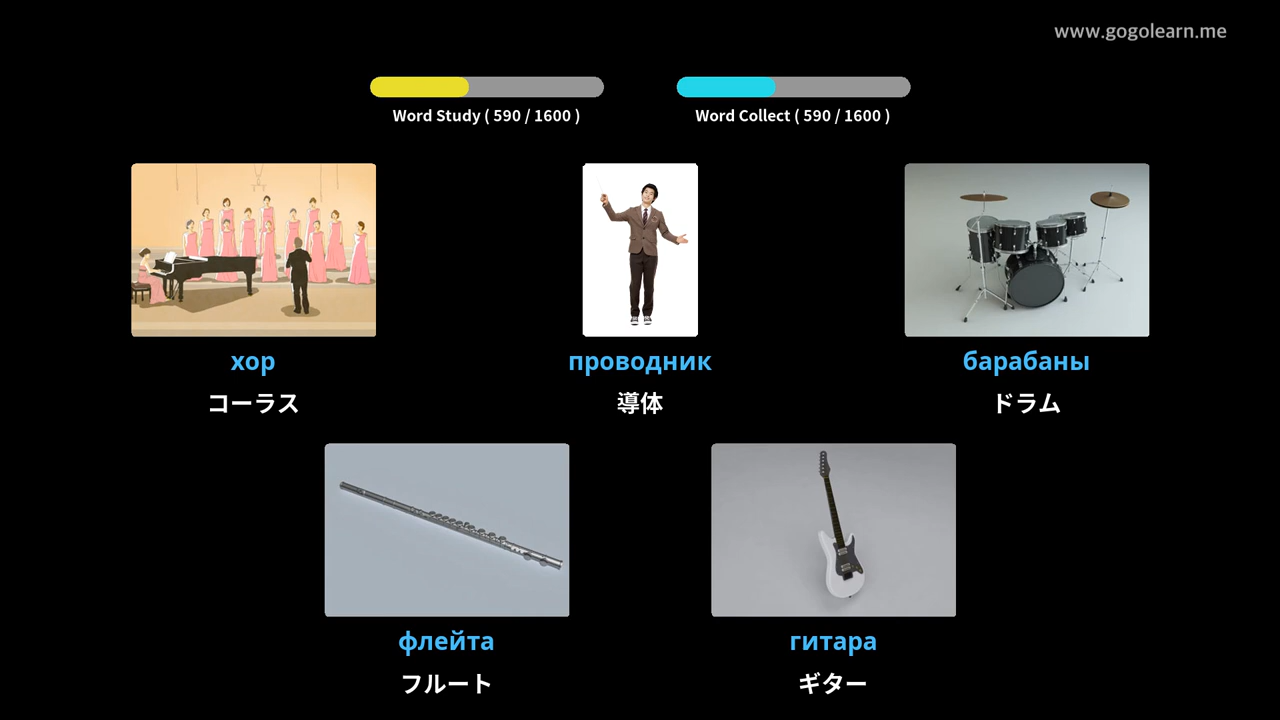 www.gogolearn.me
Word Study ( 590 / 1600 )
Word Collect ( 590 / 1600 )
хор
проводник
барабаны
コーラス
導体
ドラム
флейта
гитара
フルート
ギター